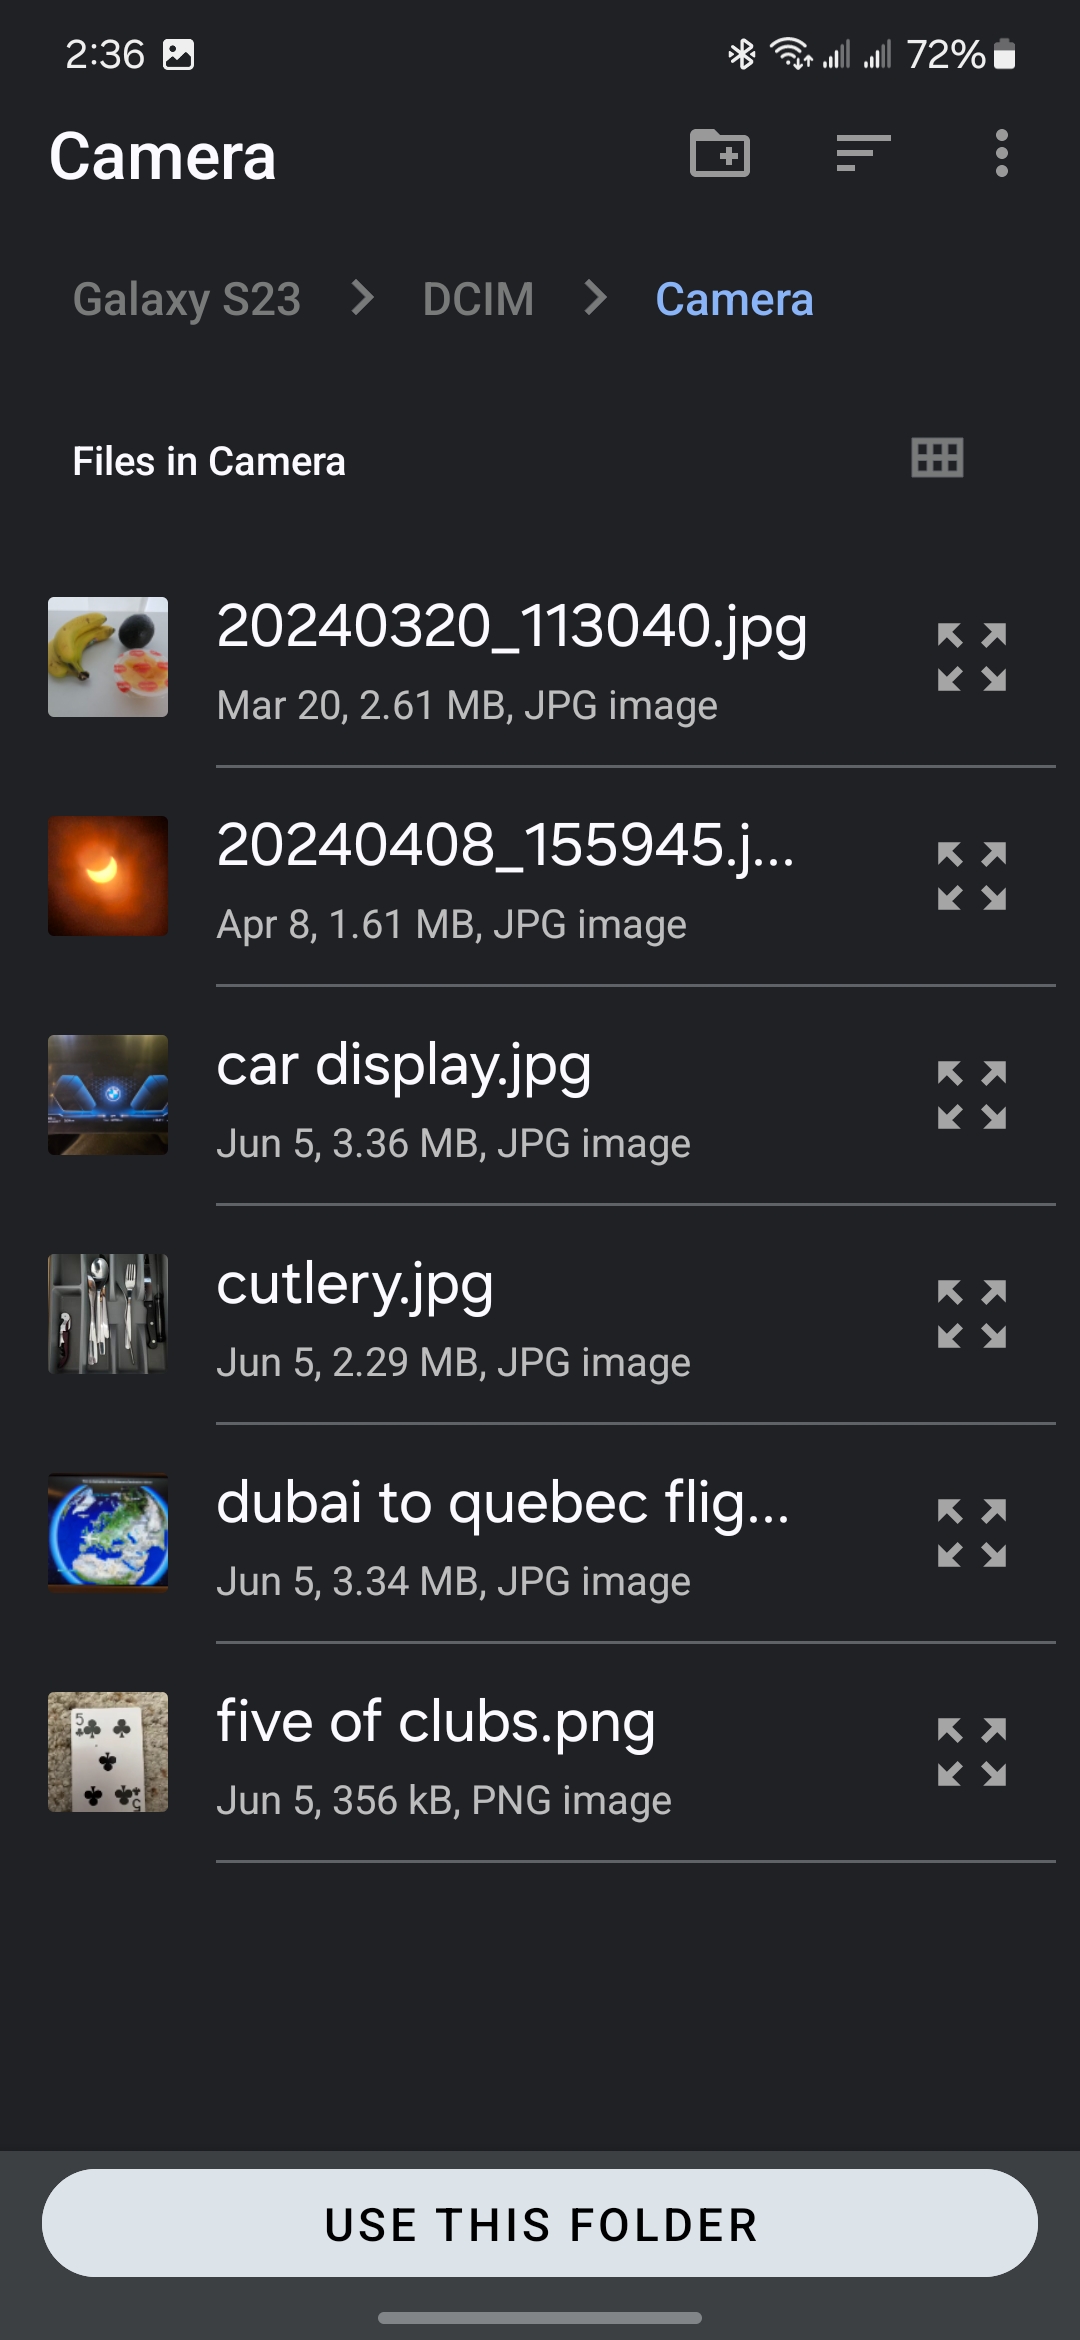 2:36 72%
Camera
Galaxy S23 DCIM Camera
Files in Camera
20240320_113040.jpg
Mar 20, 2.61 MB, JPG image
20240408_155945.j...
Apr 8, 1.61 MB, JPG image
car display.jpg
Jun 5, 3.36 MB, JPG image
cutlery.jpg
Jun 5, 2.29 MB, JPG image
dubai to quebec flig...
Jun 5, 3.34 MB, JPG image
5
5
five of clubs.png
Jun 5, 356 kB, PNG image
USE THIS FOLDER